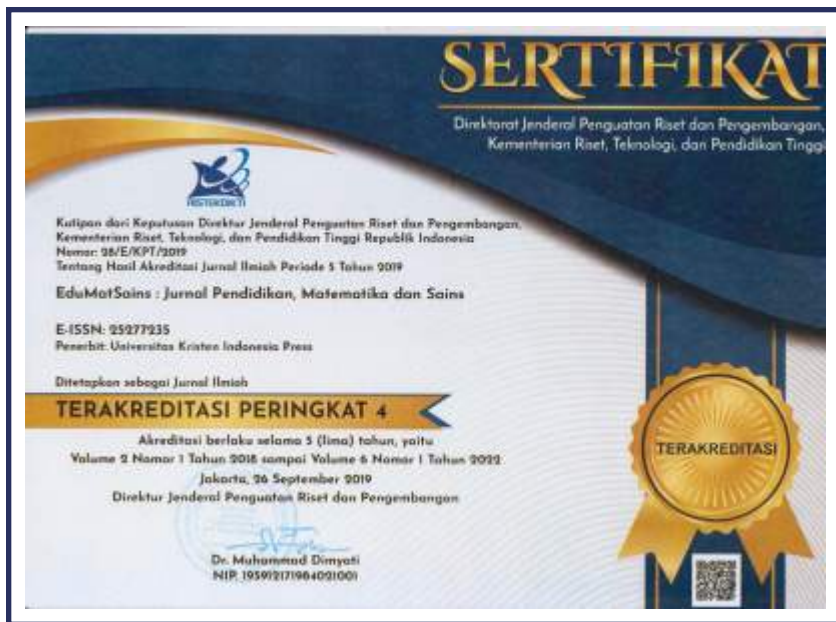 SERTIFIKAT
Direktorat Jenderal Penguatan Riset dan Pengembangan,
Kementerian Riset, Teknologi, dan Pendidikan Tinggi
RISTEKDIKTI
Kutipan dari Keputusan Direktur Jenderal Penguatan Riset dan Pengembangan,
Kementerian Riset, Teknologi, dan Pendidikan Tinggi Republik Indonesia
Nomor: 28/E/KPT/2019
Tentang Hasil Akreditasi Jurnal Ilmiah Periode 5 Tahun 2019
EduMatSains : Jurnal Pendidikan, Matematika dan Sains
E-ISSN: 25277235
Penerbit: Universitas Kristen Indonesia Press
Ditetapkan sebagai Jurnal Ilmiah
TERAKREDITASI PERINGKAT 4
Akreditasi berlaku selama 5 (lima) tahun, yaitu
Volume 2 Nomor 1 Tahun 2018 sampai Volume 6 Nomor 1 Tahun 2022
Jakarta, 26 September 2019
Direktur Jenderal Penguatan Riset dan Pengembangan
Dr. Muhammad Dimyati
NIP. 195912171984021001
TERAKREDITASI